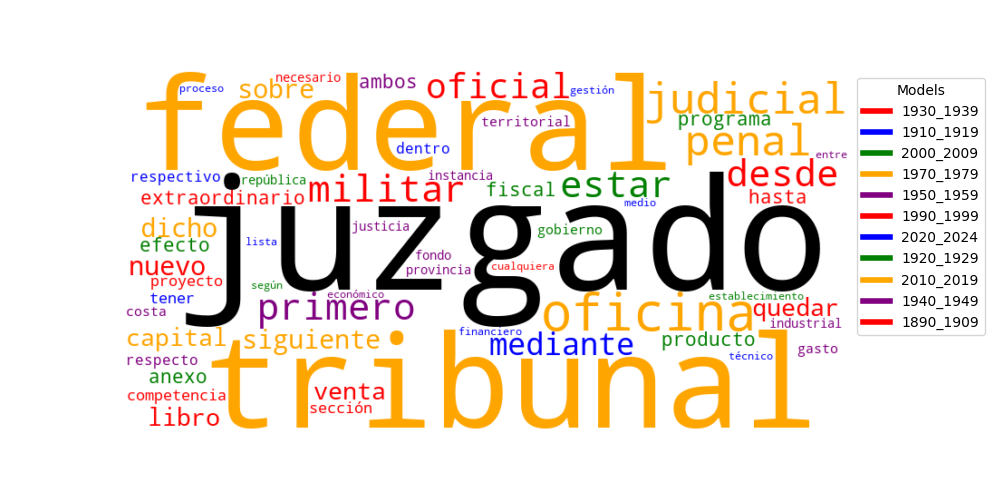 federal
proceso
sobre
necesario
ambos
oficial
gestión
judicial
programa
territorial
penal
dentro
entre
respectivo
república
militar
instancia
fiscal
estar
desde
extraordinario
medio
hasta
juzgado
dicho
justicia
gobierno
efecto
lista
fondo
nuevo
provincia
cualquiera
proyecto
según
tener
económico
establecimiento
costa
primero
oficina
quedar
industrial
capital
siguiente
financiero
mediante
producto
respecto
técnico
gasto
anexo
tribunal
competencia
venta
sección
libro
Models
1930_1939
1910_1919
2000_2009
1970_1979
1950_1959
1990_1999
2020_2024
1920_1929
2010_2019
1940_1949
1890_1909